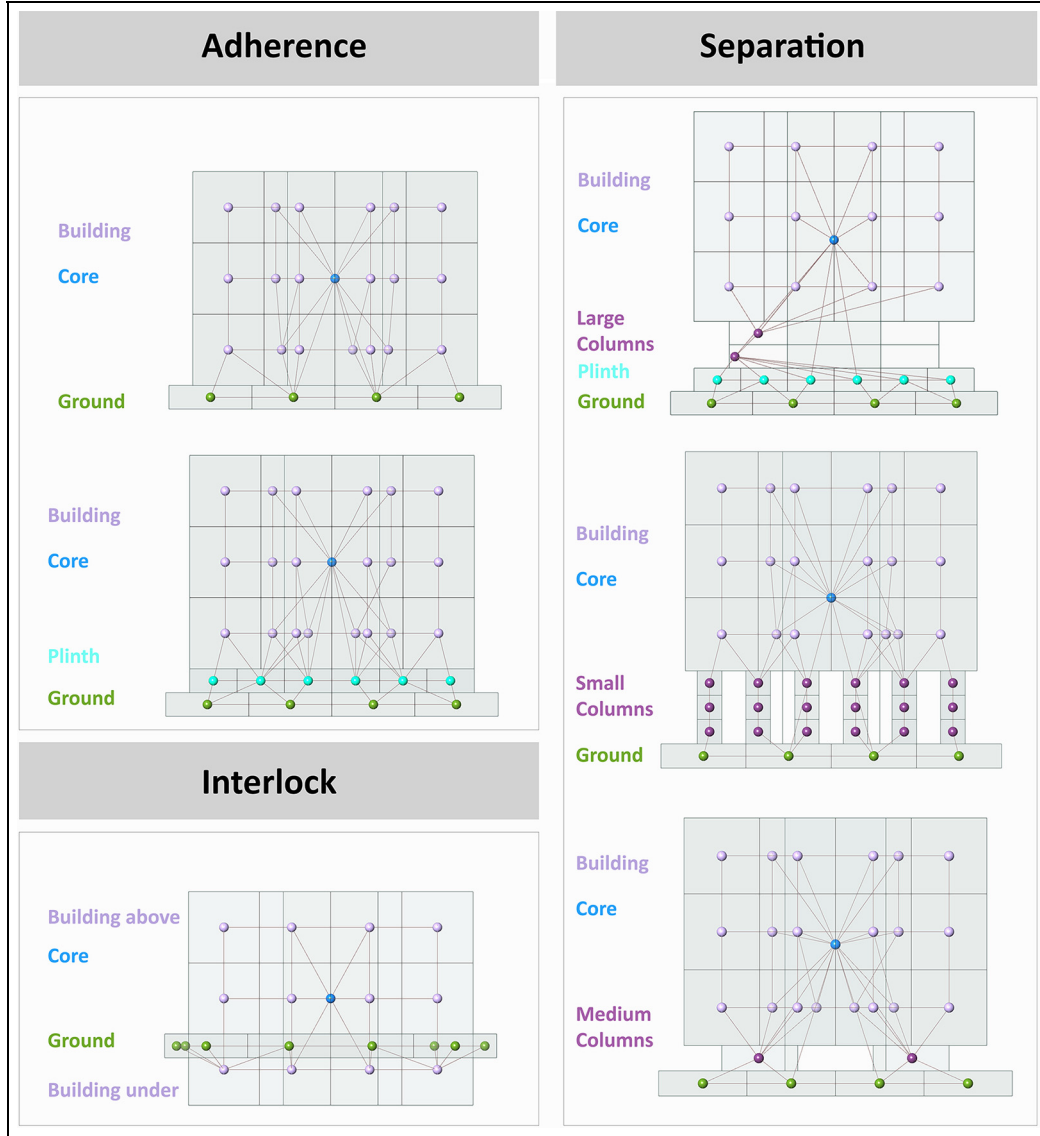 Adherence
Building
Core
Ground
Building
Core
Plinth
Ground
Interlock
Building above
Core
Ground
Building under
Separation
Building
Core
Large
Columns
Plinth
Ground
Building
Core
Small
Columns
Ground
Building
Core
Medium
Columns